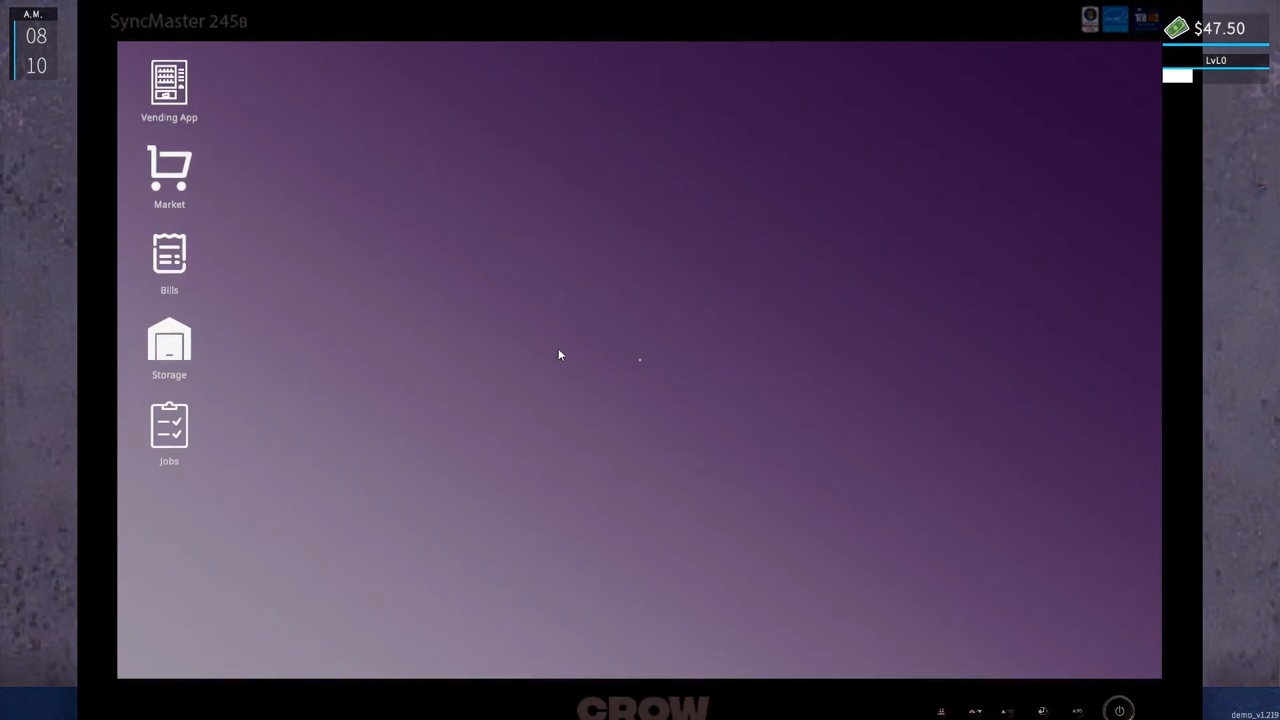 A.M.
08
10
SyncMaster 245B
$47.50
LvL0
Vending App
Market
Bills
Storage
Jobs
CROW
demo_v1.219